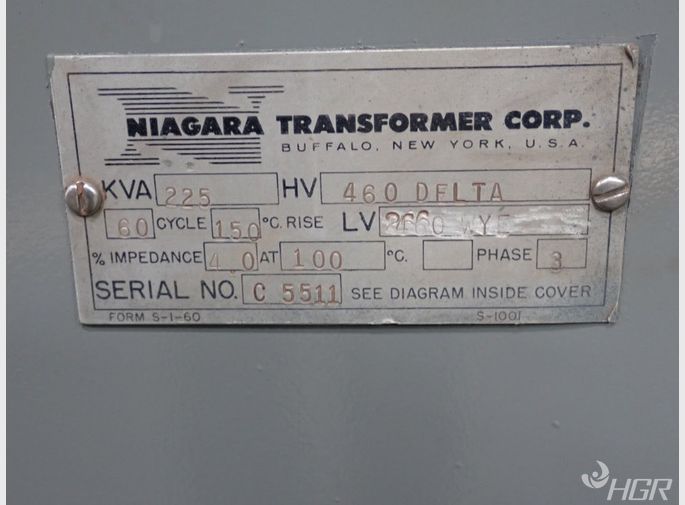 NIAGARA TRANSFORMER CORP.
BUFFALO, NEW YORK, U.S.A.
KVA 225 HV 460 DELTA
60 CYCLE 150 °C. RISE LV WYE
% IMPEDANCE 4.0 AT 100 °C. PHASE 3
SERIAL NO. C 5511 SEE DIAGRAM INSIDE COVER
FORM S-1-60 S-1001
HGR